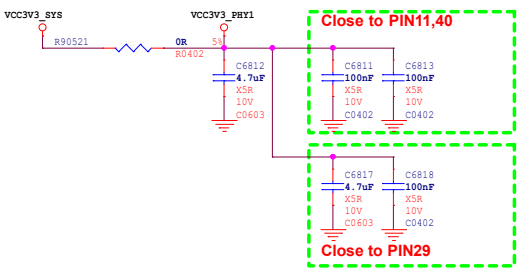 VCC3V3_SYS
VCC3V3_PHY1
Close to PIN11,40
R90521
0R
5%
R0402
C6812
4.7uF
X5R
10V
C0603
C6811
100nF
X5R
10V
C0402
C6813
100nF
X5R
10V
C0402
C6817
4.7uF
X5R
10V
C0603
C6818
100nF
X5R
10V
C0402
Close to PIN29